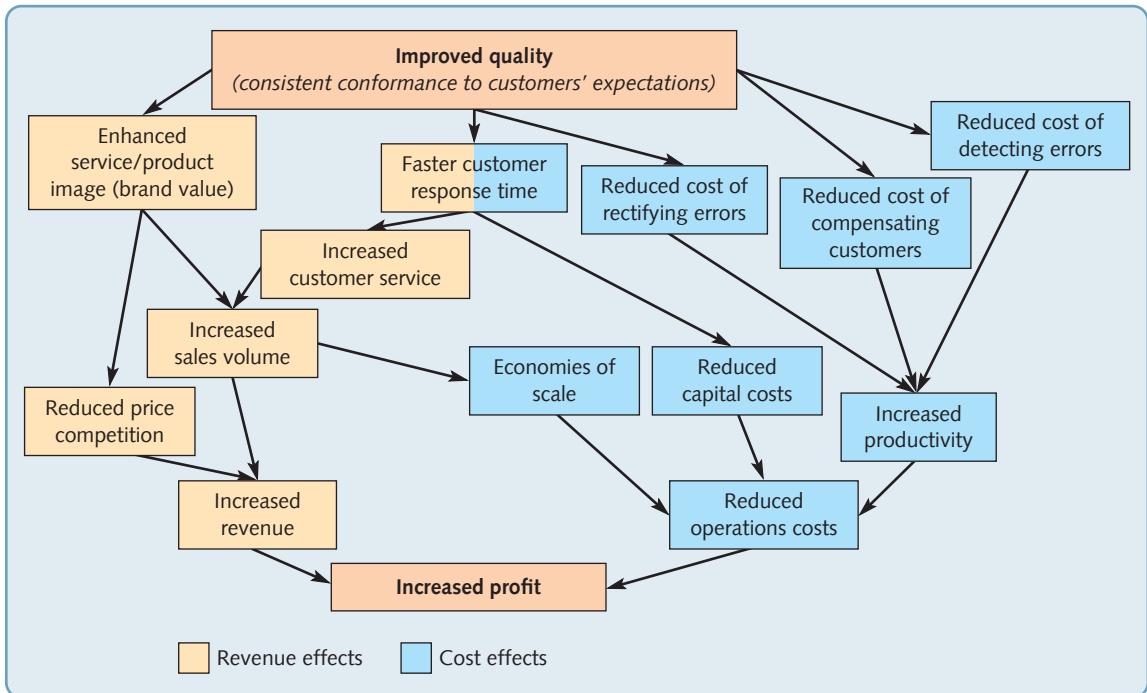 Improved quality
(consistent conformance to customers’ expectations)
Enhanced
service/product
image (brand value)
Faster customer
response time
Reduced cost of
rectifying errors
Reduced cost of
compensating
customers
Reduced cost of
detecting errors
Increased
customer service
Increased
sales volume
Economies of
scale
Reduced
capital costs
Reduced price
competition
Increased
productivity
Increased
revenue
Reduced
operations costs
Increased profit
Revenue effects
Cost effects